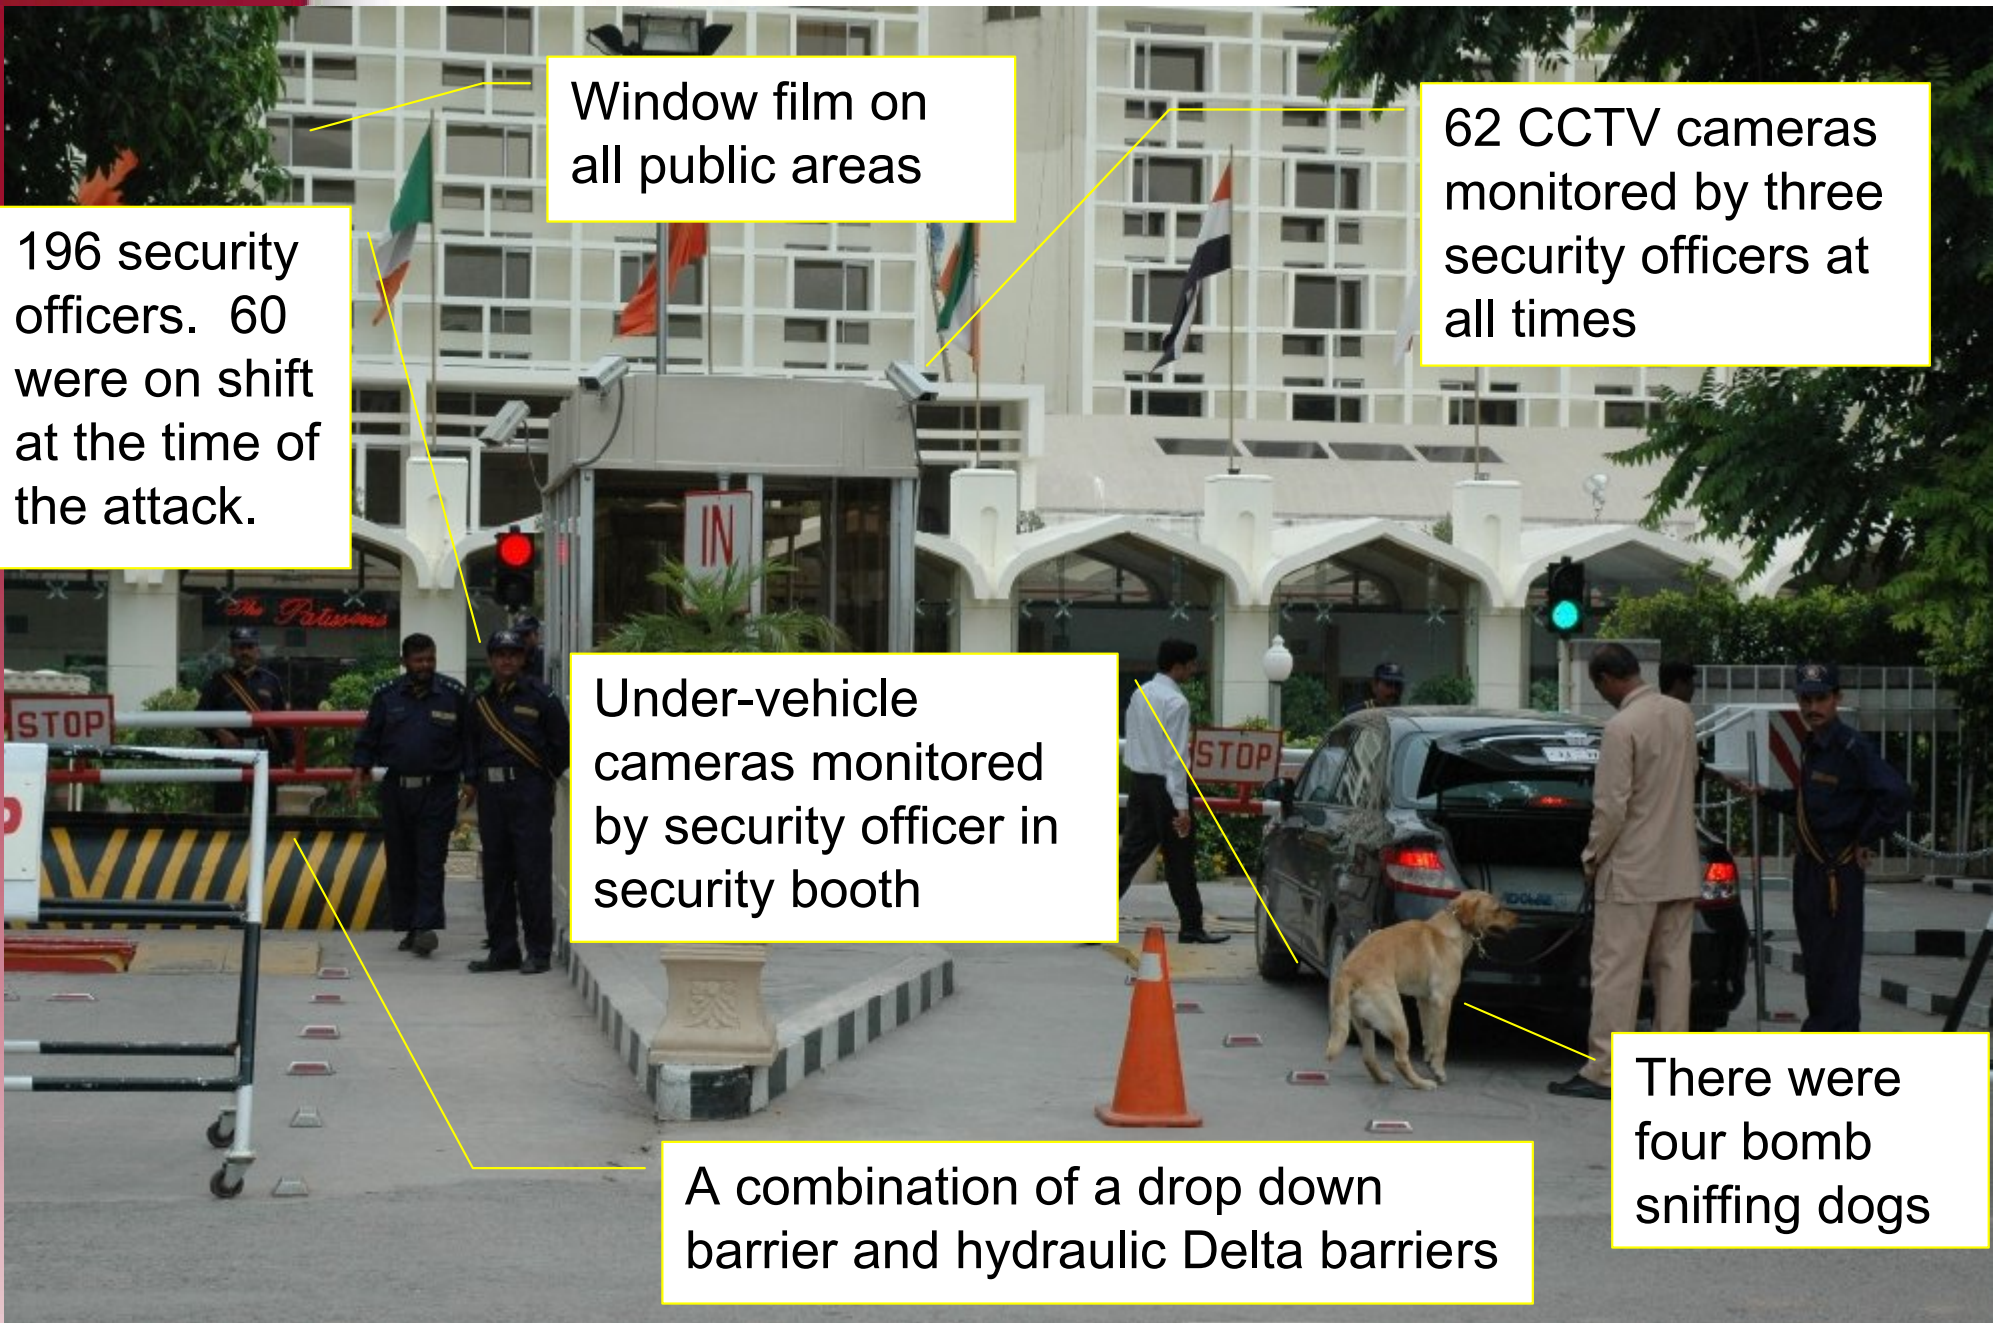 Window film on
all public areas
62 CCTV cameras
monitored by three
security officers at
all times
196 security
officers.  60
were on shift
at the time of
the attack.
IN
The Patisserie
STOP
Under-vehicle
cameras monitored
by security officer in
security booth
STOP
There were
four bomb
sniffing dogs
A combination of a drop down
barrier and hydraulic Delta barriers